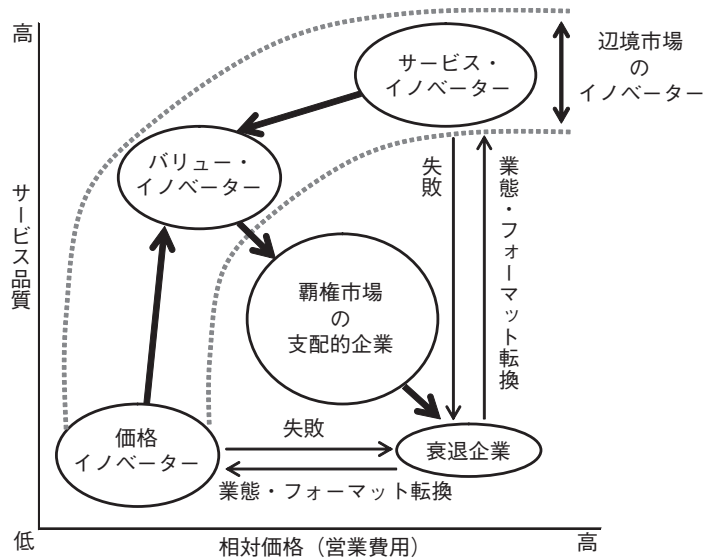 高
サービス・
イノベーター
辺境市場
の
イノベーター
バリュー・
イノベーター
失敗
業態・フォーマット転換
サービス品質
覇権市場
の
支配的企業
価格
イノベーター
失敗
衰退企業
業態・フォーマット転換
低
相対価格（営業費用）
高